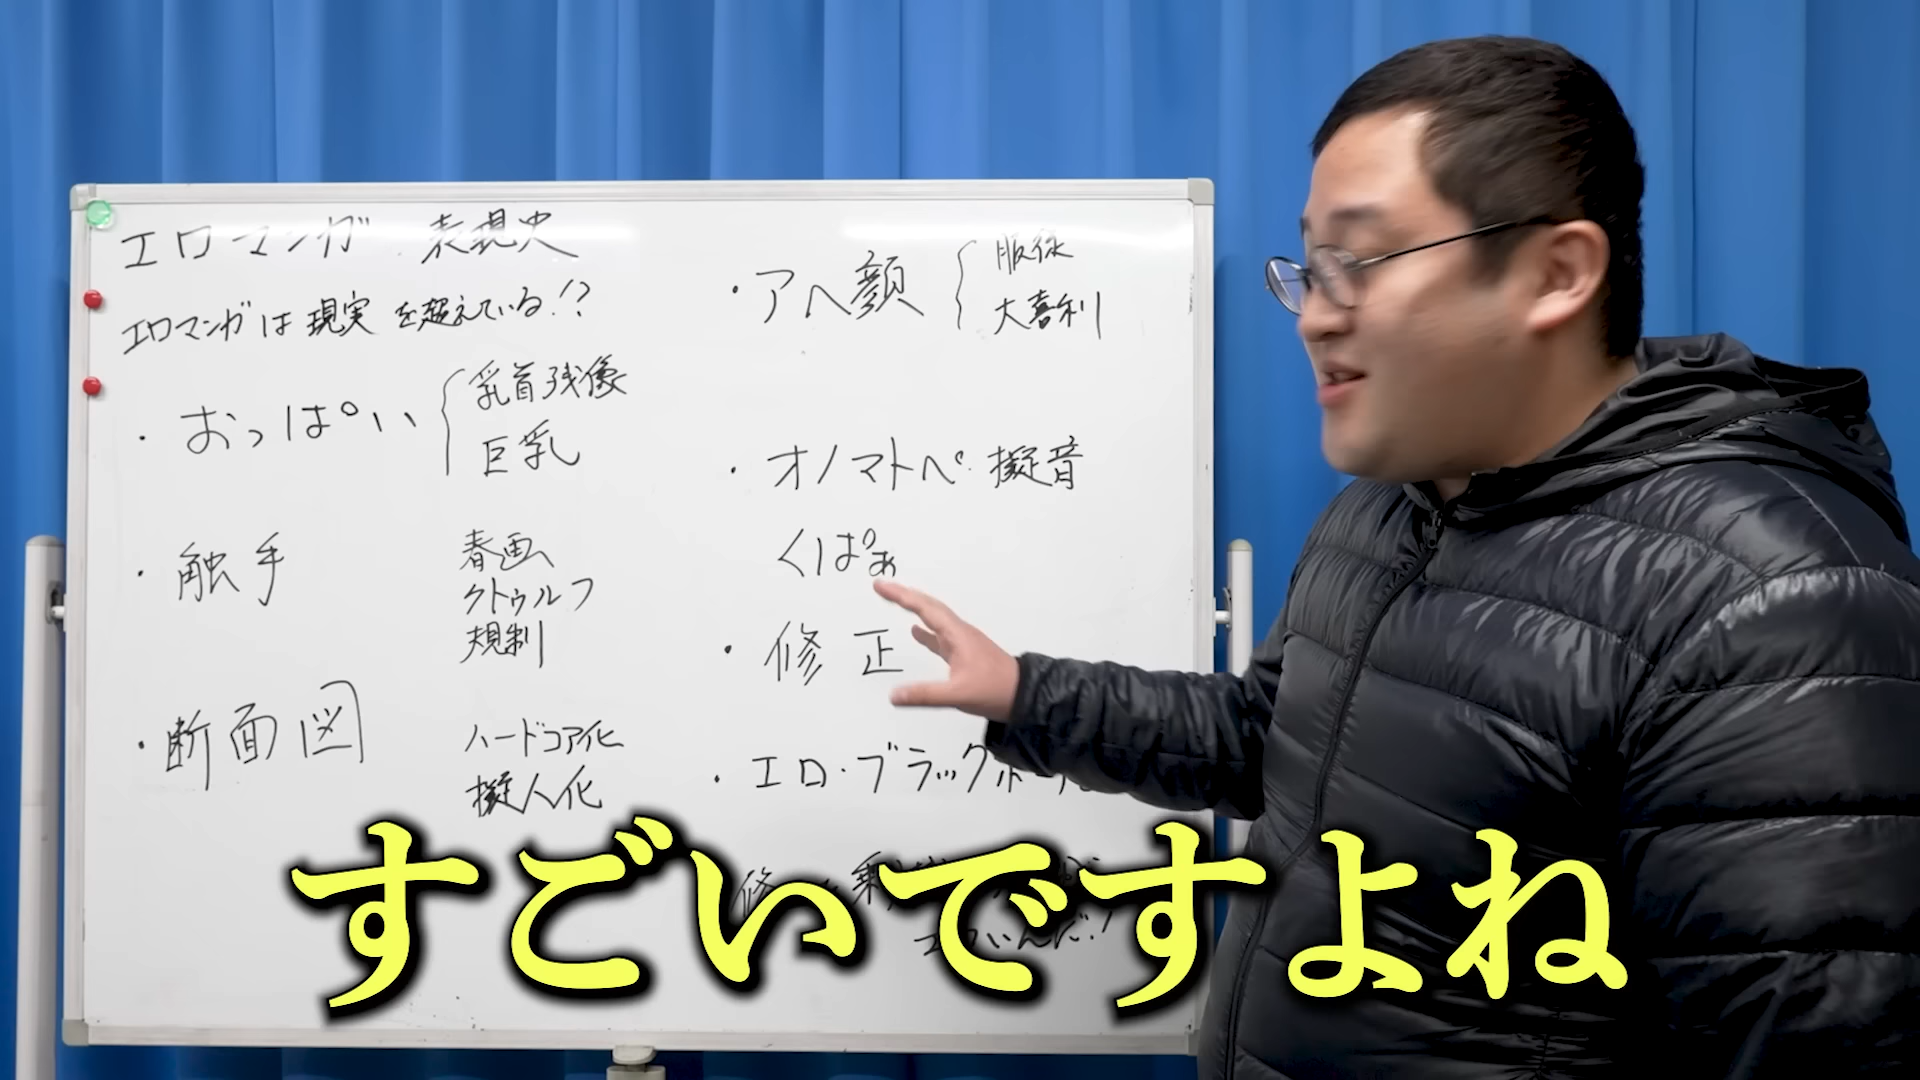 エロマンガ表現史
エロマンガは現実を超えている!?
・おっぱい
乳首残像
巨乳
・触手
春画
クトゥルフ
規制
・断面図
ハードコア化
擬人化
・アヘ顔
服従
大喜利
・オノマトペ 擬音
くぱぁ
・修正
・エロ・ブラック
すごいですよね